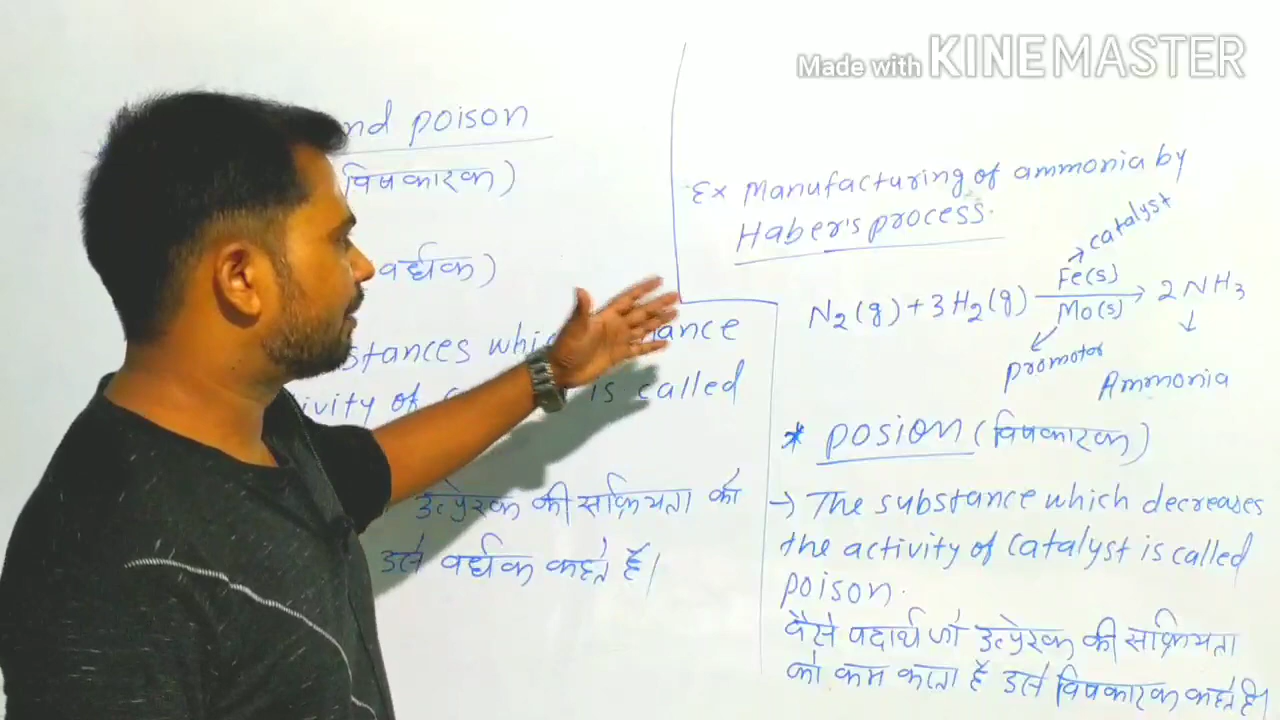 Made with KINEMASTER
nd poison
विषकारक)
वर्द्धक)
stances which
ance
ivity of
is called
उत्प्रेरक की सक्रियता को
उसे वर्द्धक कहते हैं।
Ex Manufacturing of ammonia by
Haber's process.
catalyst
Fe(s)
N2(g) + 3H2(g) → 2NH3
Mo(s)
promotor
Ammonia
* posion (विषकारक)
→ The substance which decreases
the activity of catalyst is called
poison.
वैसे पदार्थ जो उत्प्रेरक की सक्रियता
को कम करता है उसे विषकारक कहते हैं।